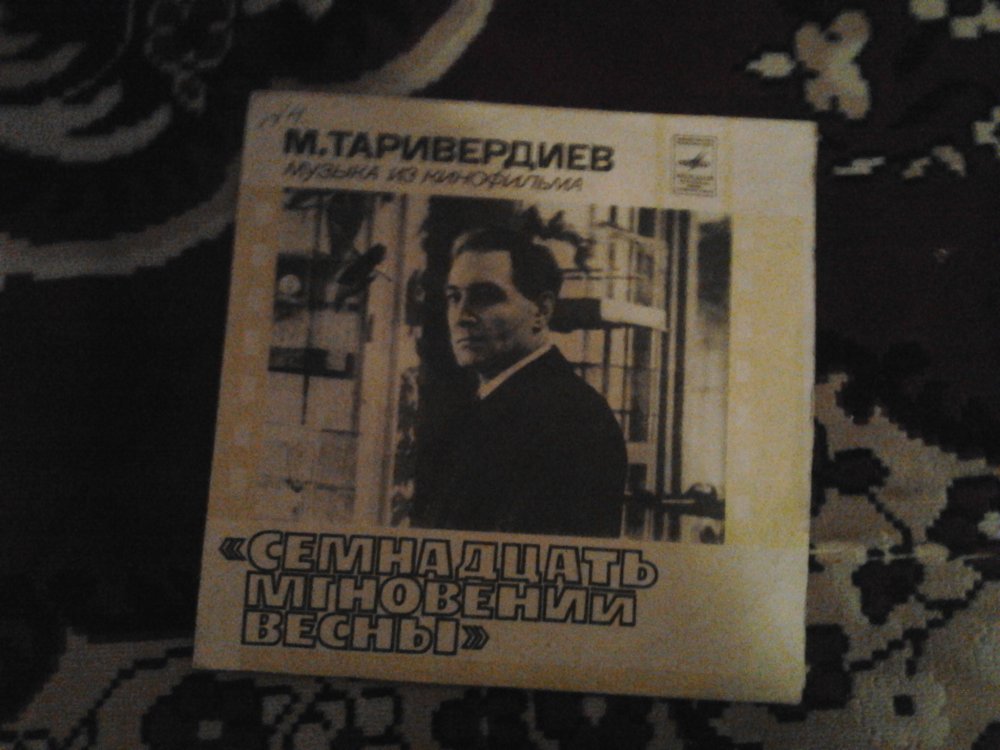 М.ТАРИВЕРДИЕВ
МУЗЫКА ИЗ КИНОФИЛЬМА
«СЕМНАДЦАТЬ
МГНОВЕНИЙ
ВЕСНЫ»